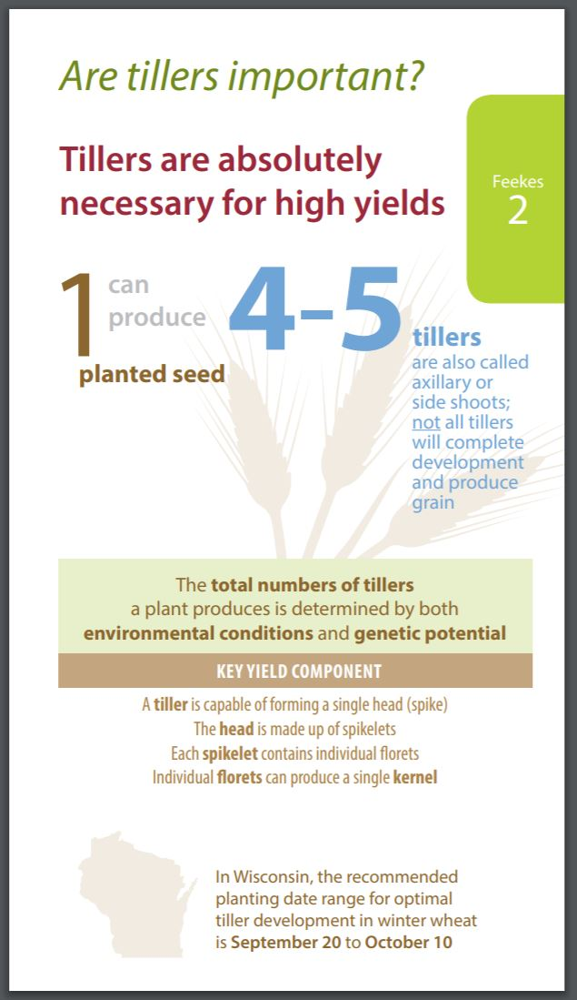 Are tillers important?
Tillers are absolutely
necessary for high yields
Feekes
2
1
can
produce
4–5
planted seed
tillers
are also called
axillary or
side shoots;
not all tillers
will complete
development
and produce
grain
The total numbers of tillers
a plant produces is determined by both
environmental conditions and genetic potential
KEY YIELD COMPONENT
A tiller is capable of forming a single head (spike)
The head is made up of spikelets
Each spikelet contains individual florets
Individual florets can produce a single kernel
In Wisconsin, the recommended
planting date range for optimal
tiller development in winter wheat
is September 20 to October 10